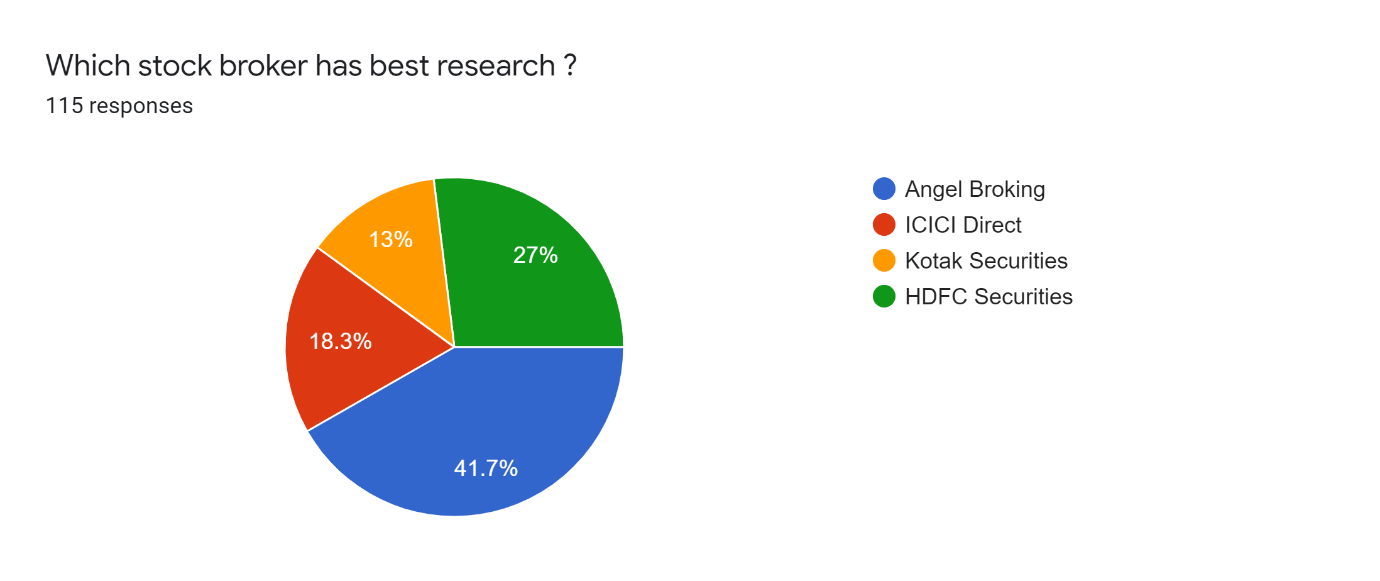 Which stock broker has best research ?
115 responses
Angel Broking
ICICI Direct
Kotak Securities
HDFC Securities
13%
27%
18.3%
41.7%